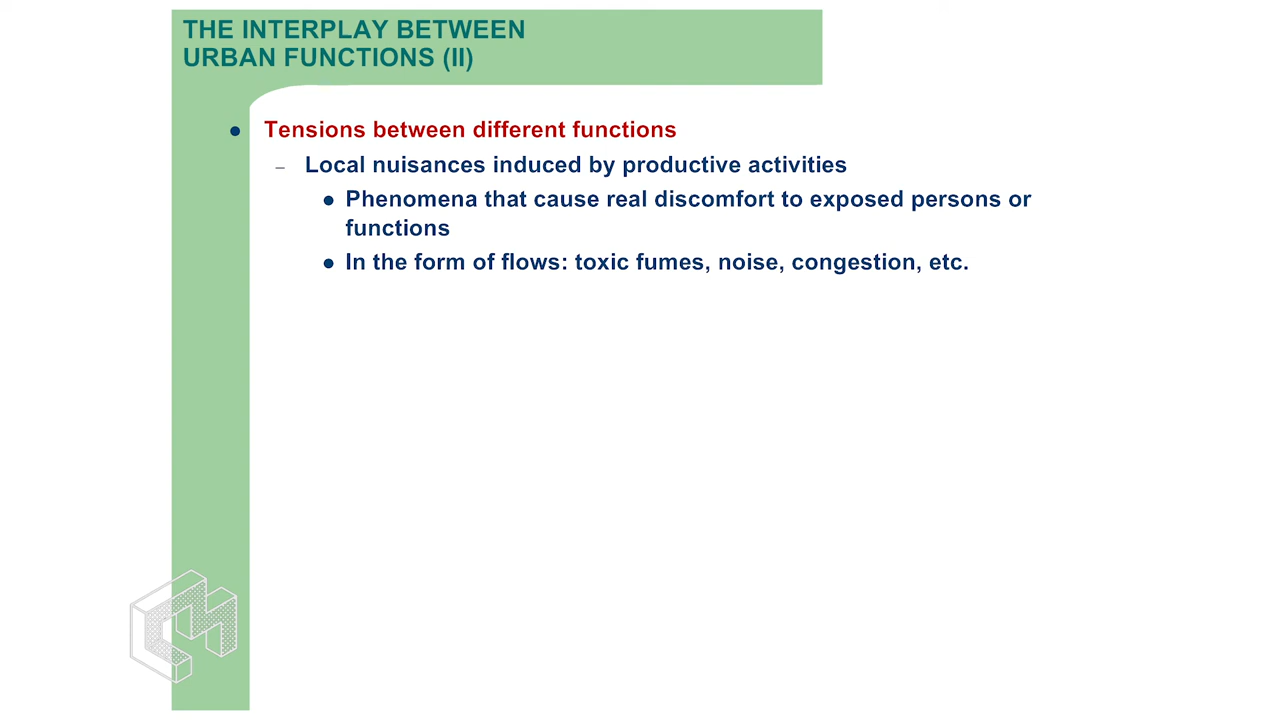 THE INTERPLAY BETWEEN
URBAN FUNCTIONS (II)
● Tensions between different functions
– Local nuisances induced by productive activities
● Phenomena that cause real discomfort to exposed persons or
functions
● In the form of flows: toxic fumes, noise, congestion, etc.
CM